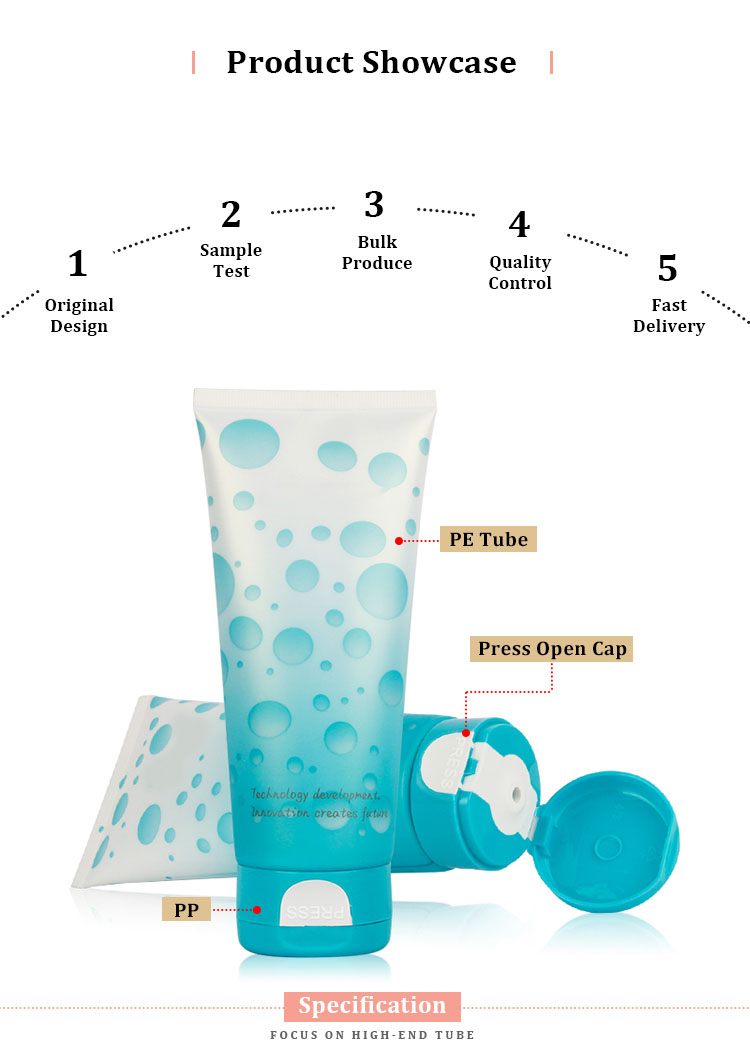 Product Showcase
1
Original
Design
2
Sample
Test
3
Bulk
Produce
4
Quality
Control
5
Fast
Delivery
PE Tube
Press Open Cap
PRESS
Technology development,
Innovation creates future
PP
PRESS
Specification
FOCUS ON HIGH-END TUBE